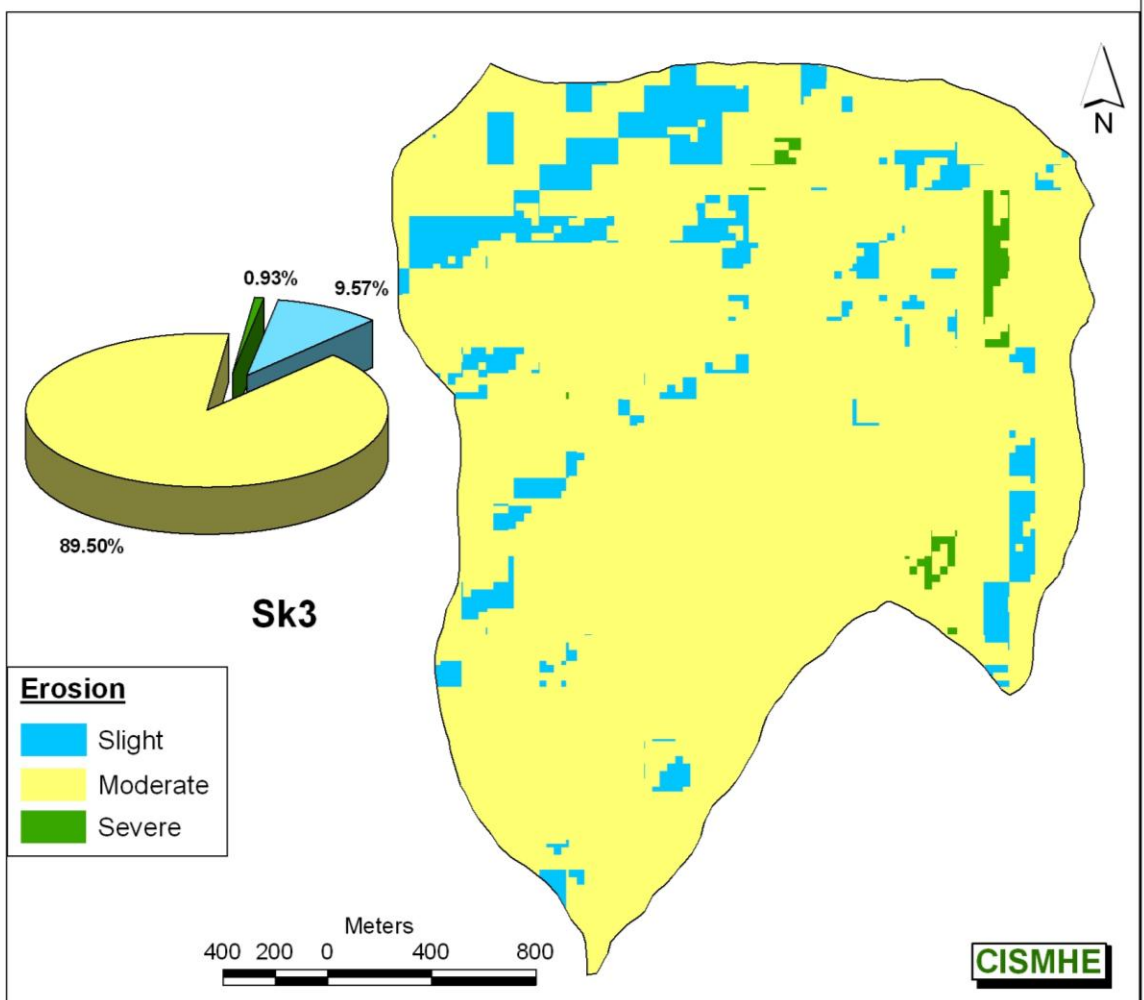 N
0.93%
9.57%
89.50%
Sk3
Erosion
Slight
Moderate
Severe
Meters
400 200 0 400 800
CISMHE